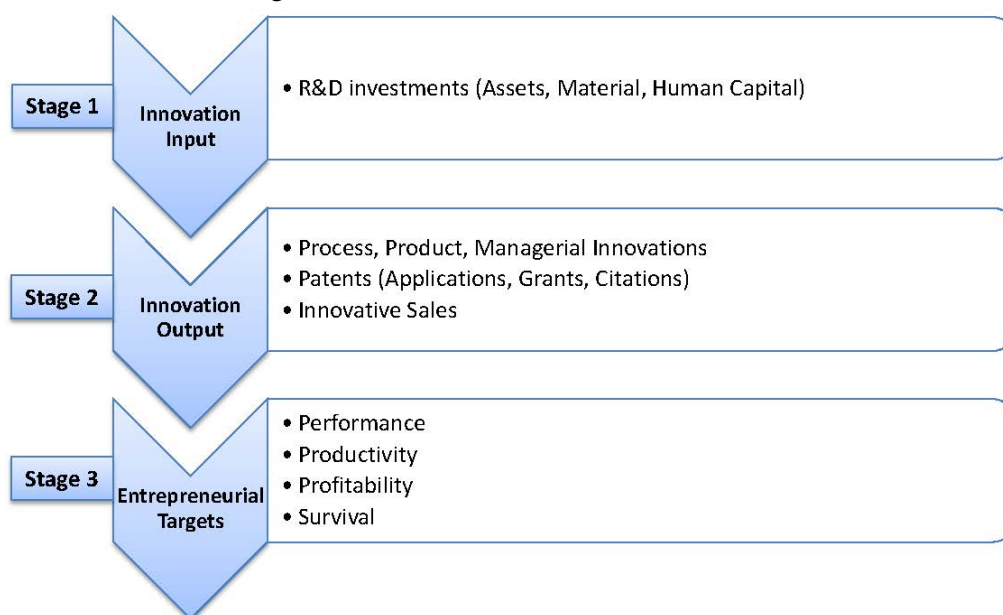 Stage 1
Innovation
Input
• R&D investments (Assets, Material, Human Capital)
Stage 2
Innovation
Output
• Process, Product, Managerial Innovations
• Patents (Applications, Grants, Citations)
• Innovative Sales
Stage 3
Entrepreneurial
Targets
• Performance
• Productivity
• Profitability
• Survival